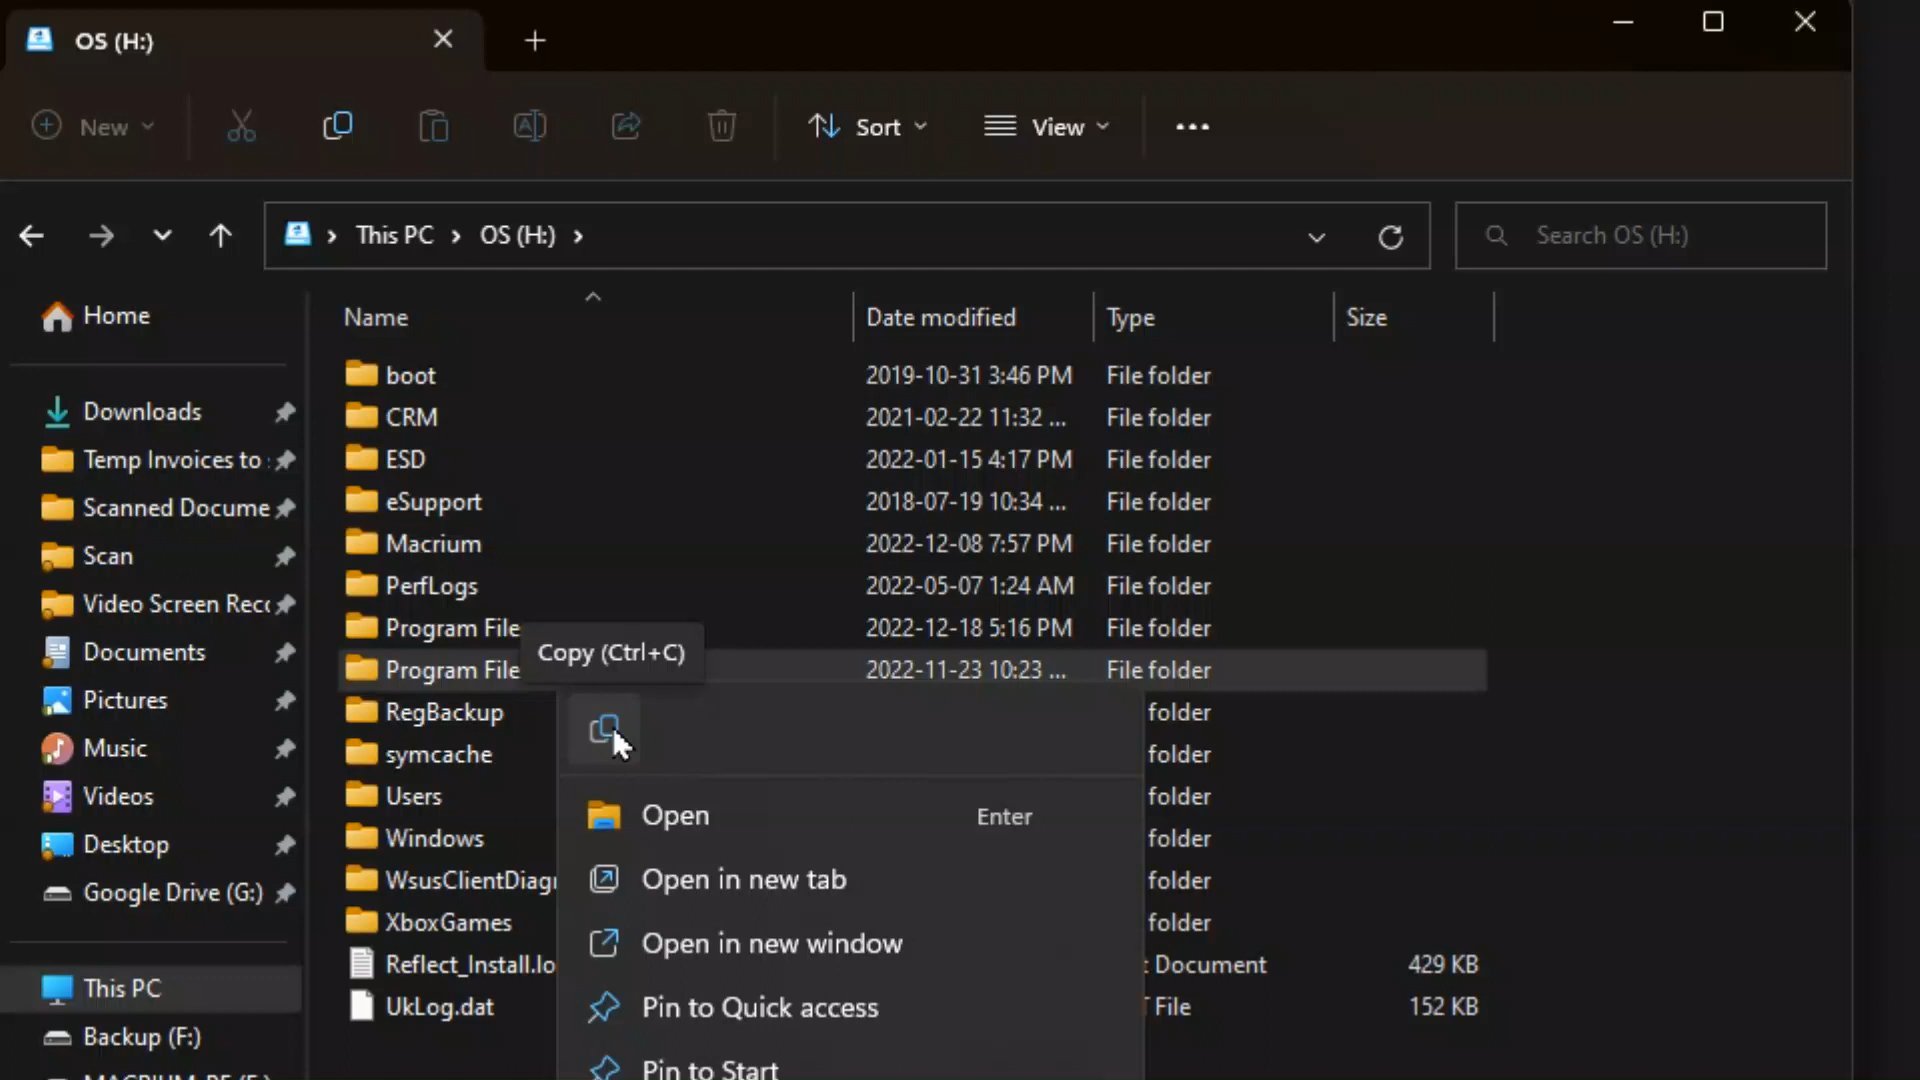 OS (H:)
New
Sort
View
This PC > OS (H:) >
Search OS (H:)
Name
Date modified
Type
Size
Home
Downloads
Temp Invoices to
Scanned Docume
Scan
Video Screen Rec
Documents
Pictures
Music
Videos
Desktop
Google Drive (G:)
This PC
Backup (F:)
boot 2019-10-31 3:46 PM File folder
CRM 2021-02-22 11:32 ... File folder
ESD 2022-01-15 4:17 PM File folder
eSupport 2018-07-19 10:34 ... File folder
Macrium 2022-12-08 7:57 PM File folder
PerfLogs 2022-05-07 1:24 AM File folder
Program File 2022-12-18 5:16 PM File folder
Program File 2022-11-23 10:23 ... File folder
RegBackup folder
symcache folder
Users folder
Windows folder
WsusClientDiag folder
XboxGames folder
Reflect_Install.lo Document 429 KB
UkLog.dat File 152 KB
Copy (Ctrl+C)
Open Enter
Open in new tab
Open in new window
Pin to Quick access
Pin to Start